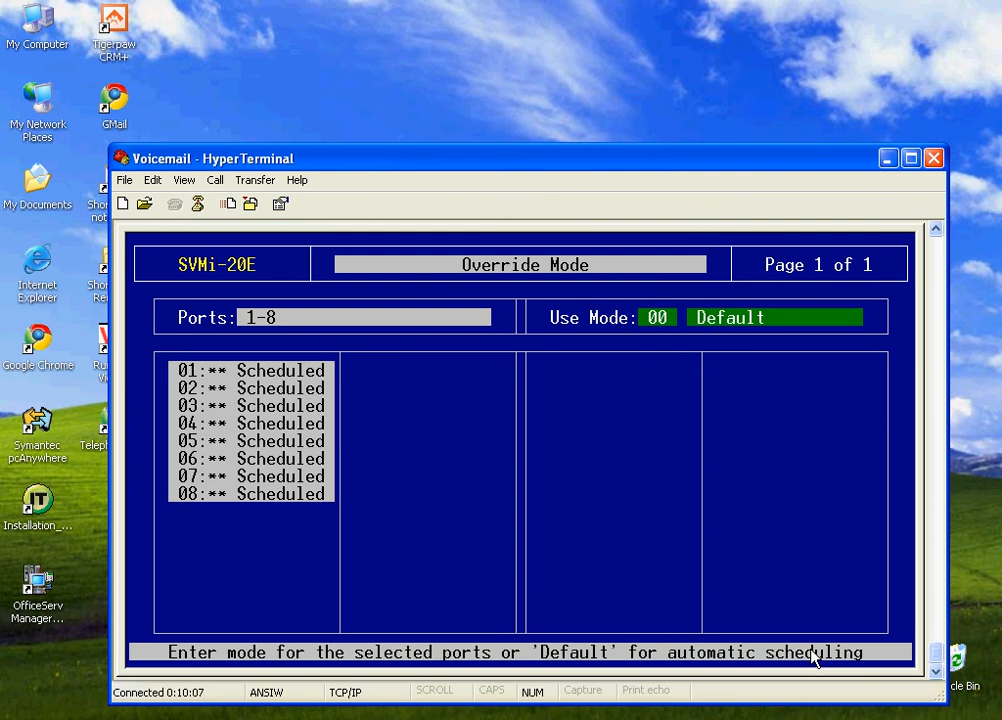 My Computer
Tigerpaw
CRM+
My Network
Places
GMail
My Documents
Internet
Explorer
Google Chrome
Symantec
pcAnywhere
Installation_...
OfficeServ
Manager...
Voicemail - HyperTerminal
File Edit View Call Transfer Help
SVMi-20E Override Mode Page 1 of 1
Ports: 1-8 Use Mode: 00 Default
01:** Scheduled
02:** Scheduled
03:** Scheduled
04:** Scheduled
05:** Scheduled
06:** Scheduled
07:** Scheduled
08:** Scheduled
Enter mode for the selected ports or 'Default' for automatic scheduling
Connected 0:10:07 ANSIW TCP/IP SCROLL CAPS NUM Capture Print echo
cle Bin